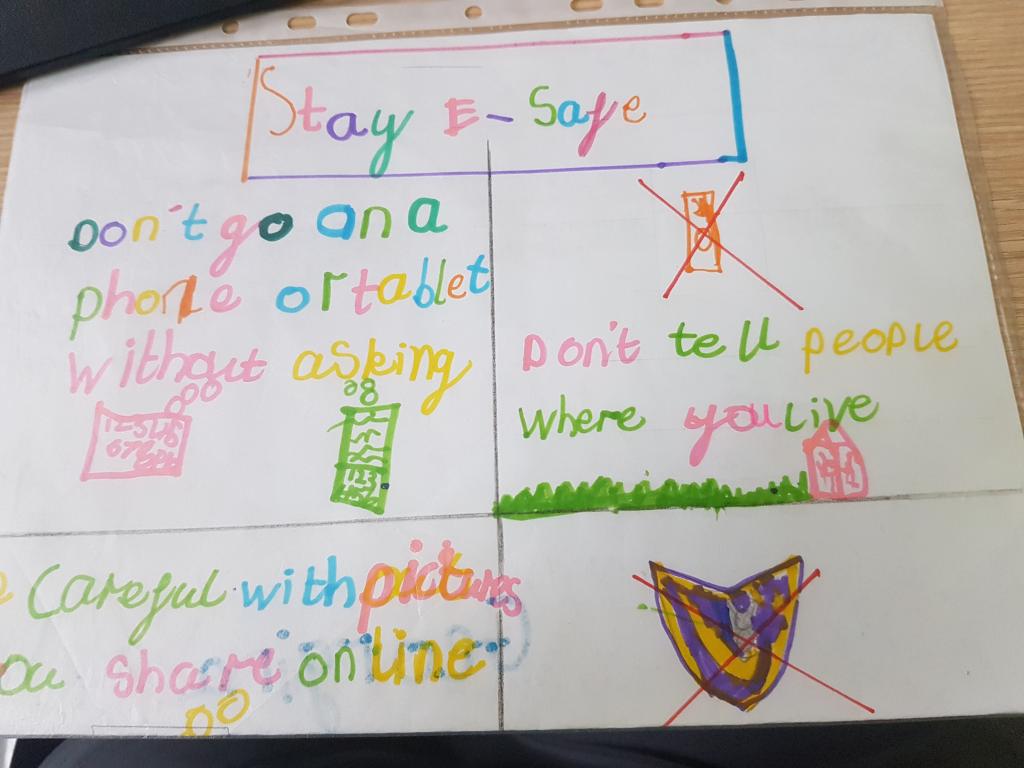 Stay E-Safe
Don't go on a
phone or tablet
without asking
Don't tell people
where you live
Careful with pictures
share online